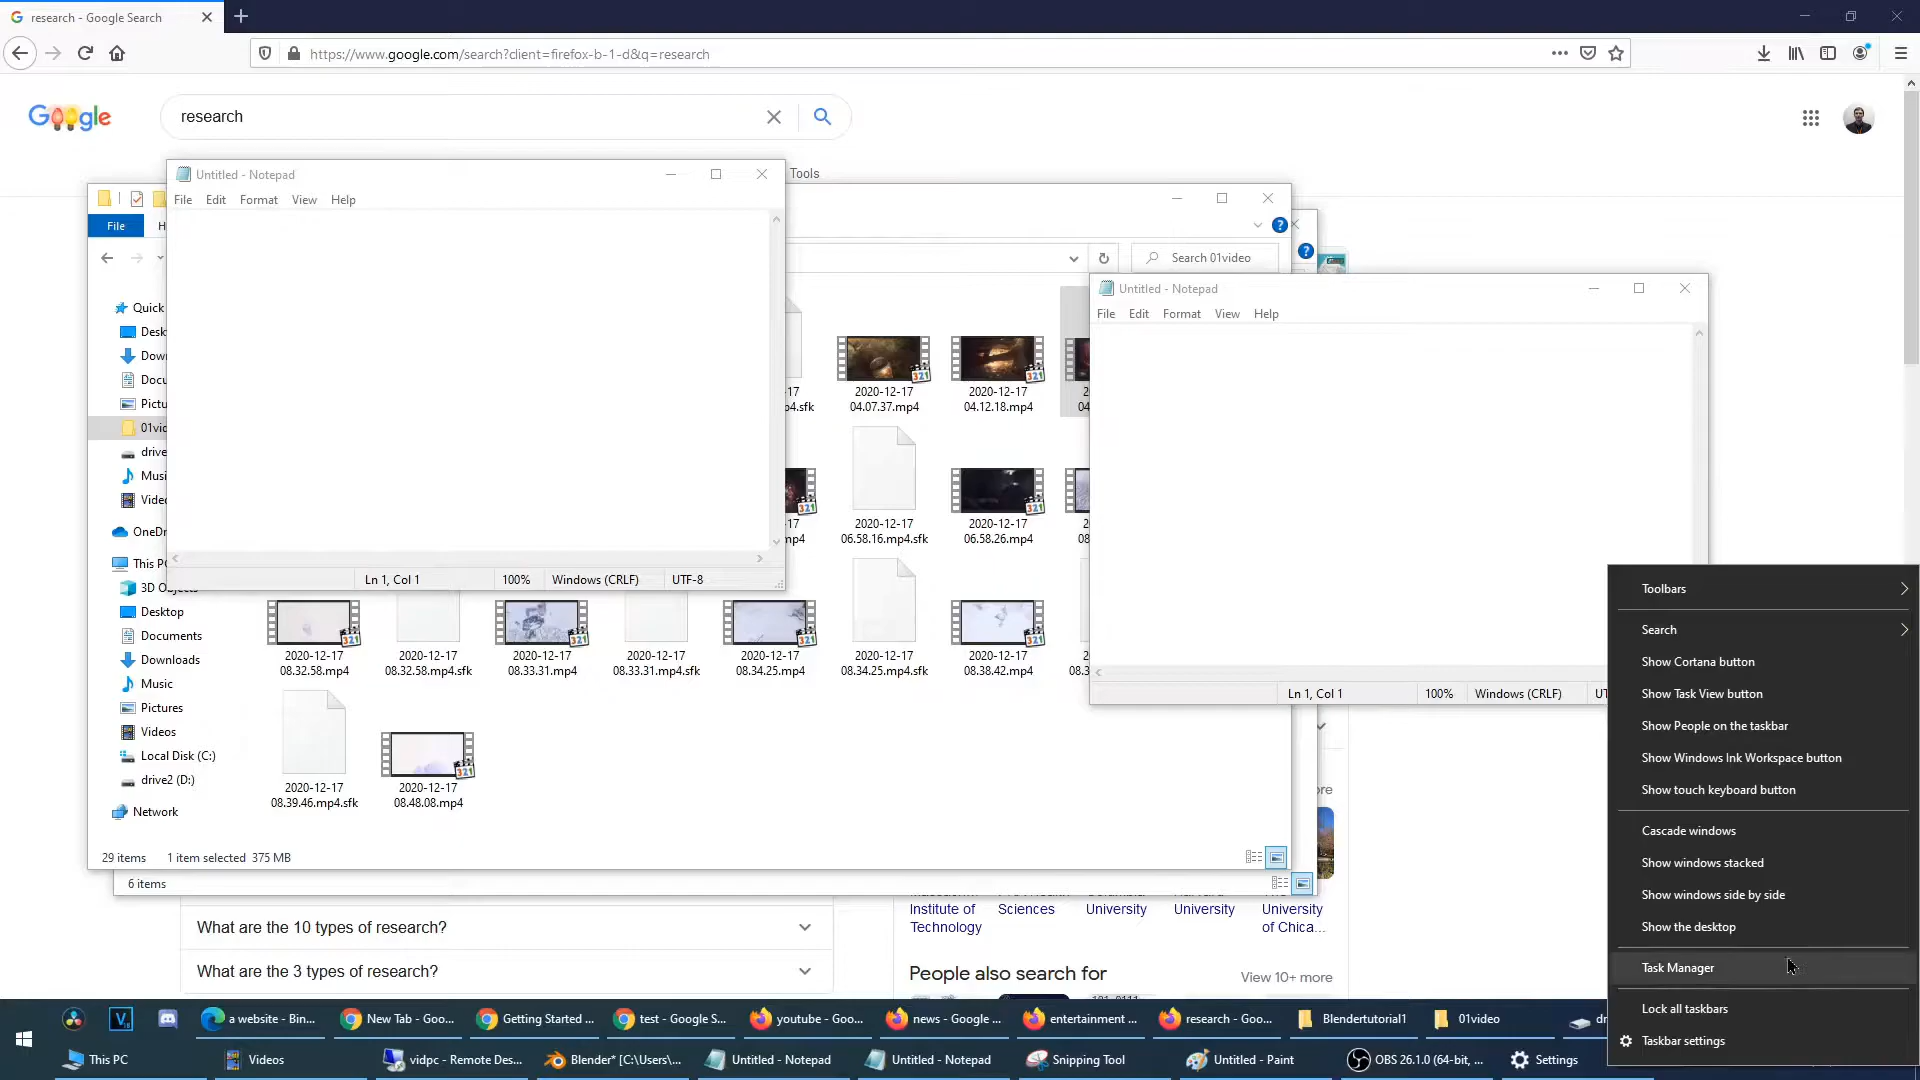 research - Google Search
https://www.google.com/search?client=firefox-b-1-d&q=research
Google
research
Tools
Untitled - Notepad
File Edit Format View Help
Ln 1, Col 1 100% Windows (CRLF) UTF-8
File
Search 01video
Quick
Desktop
Documents
Downloads
Music
Pictures
Videos
Local Disk (C:)
drive2 (D:)
Network
2020-12-17
04.07.37.mp4
2020-12-17
04.12.18.mp4
2020-12-17
06.58.16.mp4.sfk
2020-12-17
06.58.26.mp4
2020-12-17
08.32.58.mp4
2020-12-17
08.32.58.mp4.sfk
2020-12-17
08.33.31.mp4
2020-12-17
08.33.31.mp4.sfk
2020-12-17
08.34.25.mp4
2020-12-17
08.34.25.mp4.sfk
2020-12-17
08.38.42.mp4
2020-12-17
08.39.46.mp4.sfk
2020-12-17
08.48.08.mp4
29 items 1 item selected 375 MB
6 items
Untitled - Notepad
File Edit Format View Help
Ln 1, Col 1 100% Windows (CRLF)
What are the 10 types of research?
What are the 3 types of research?
Institute of
Technology
Sciences
University
University
University
of Chica...
People also search for
View 10+ more
Toolbars
Search
Show Cortana button
Show Task View button
Show People on the taskbar
Show Windows Ink Workspace button
Show touch keyboard button
Cascade windows
Show windows stacked
Show windows side by side
Show the desktop
Task Manager
Lock all taskbars
Taskbar settings
a website - Bin...
New Tab - Goo...
Getting Started ...
test - Google S...
youtube - Goo...
news - Google ...
entertainment ...
research - Goo...
Blendertutorial1
01video
This PC
Videos
vidpc - Remote Des...
Blender* [C:\Users\...
Untitled - Notepad
Untitled - Notepad
Snipping Tool
Untitled - Paint
OBS 26.1.0 (64-bit, ...
Settings